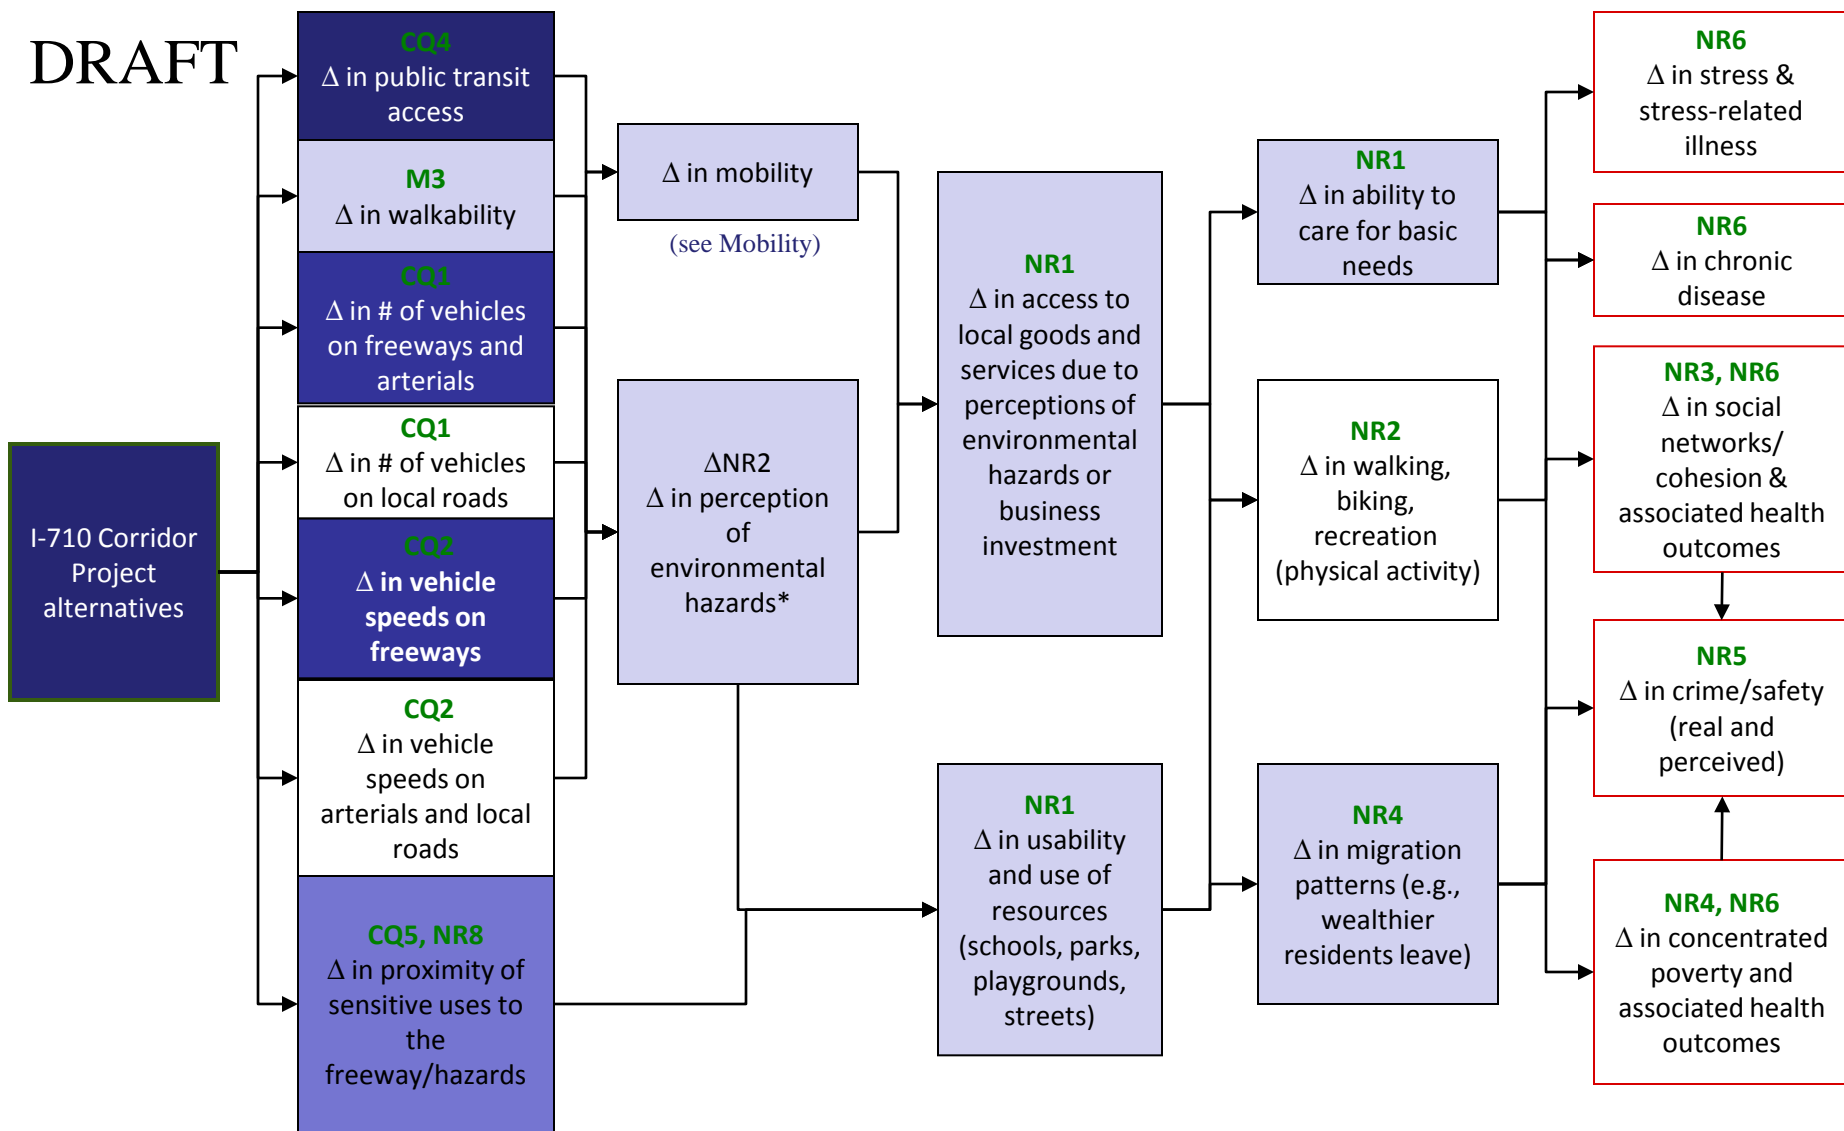 DRAFT
I-710 Corridor
Project
alternatives
CQ4
Δ in public transit
access
M3
Δ in walkability
CQ1
Δ in # of vehicles
on freeways and
arterials
CQ1
Δ in # of vehicles
on local roads
CQ2
Δ in vehicle
speeds on
freeways
CQ2
Δ in vehicle
speeds on
arterials and local
roads
CQ5, NR8
Δ in proximity of
sensitive uses to
the
freeway/hazards
Δ in mobility
(see Mobility)
ΔNR2
Δ in perception
of
environmental
hazards*
NR1
Δ in access to
local goods and
services due to
perceptions of
environmental
hazards or
business
investment
NR1
Δ in usability
and use of
resources
(schools, parks,
playgrounds,
streets)
NR1
Δ in ability to
care for basic
needs
NR2
Δ in walking,
biking,
recreation
(physical activity)
NR4
Δ in migration
patterns (e.g.,
wealthier
residents leave)
NR6
Δ in stress &
stress-related
illness
NR6
Δ in chronic
disease
NR3, NR6
Δ in social
networks/
cohesion &
associated health
outcomes
NR5
Δ in crime/safety
(real and
perceived)
NR4, NR6
Δ in concentrated
poverty and
associated health
outcomes